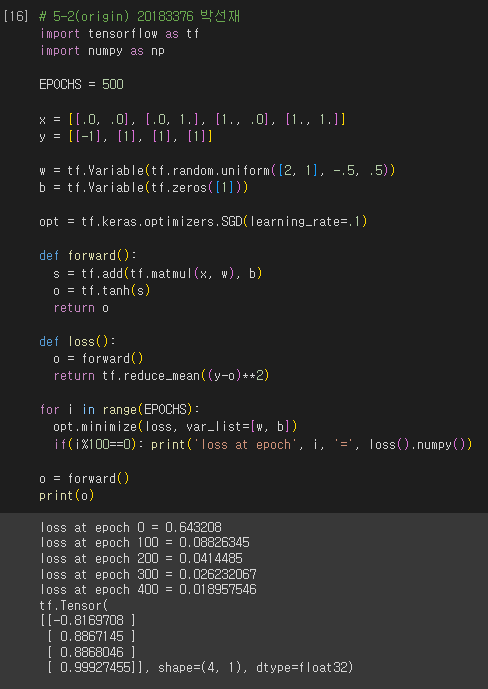 [16] # 5-2(origin) 20183376 박선재
import tensorflow as tf
import numpy as np
EPOCHS = 500
x = [[.0, .0], [.0, 1.], [1., .0], [1., 1.]]
y = [[-1], [1], [1], [1]]
w = tf.Variable(tf.random.uniform([2, 1], -.5, .5))
b = tf.Variable(tf.zeros([1]))
opt = tf.keras.optimizers.SGD(learning_rate=.1)
def forward():
  s = tf.add(tf.matmul(x, w), b)
  o = tf.tanh(s)
  return o
def loss():
  o = forward()
  return tf.reduce_mean((y-o)**2)
for i in range(EPOCHS):
  opt.minimize(loss, var_list=[w, b])
  if(i%100==0): print('loss at epoch', i, '=', loss().numpy())
o = forward()
print(o)
loss at epoch 0 = 0.643208
loss at epoch 100 = 0.08826345
loss at epoch 200 = 0.0414485
loss at epoch 300 = 0.026232067
loss at epoch 400 = 0.018957546
tf.Tensor(
[[-0.8169708 ]
 [ 0.8867145 ]
 [ 0.8868046 ]
 [ 0.99927455]], shape=(4, 1), dtype=float32)